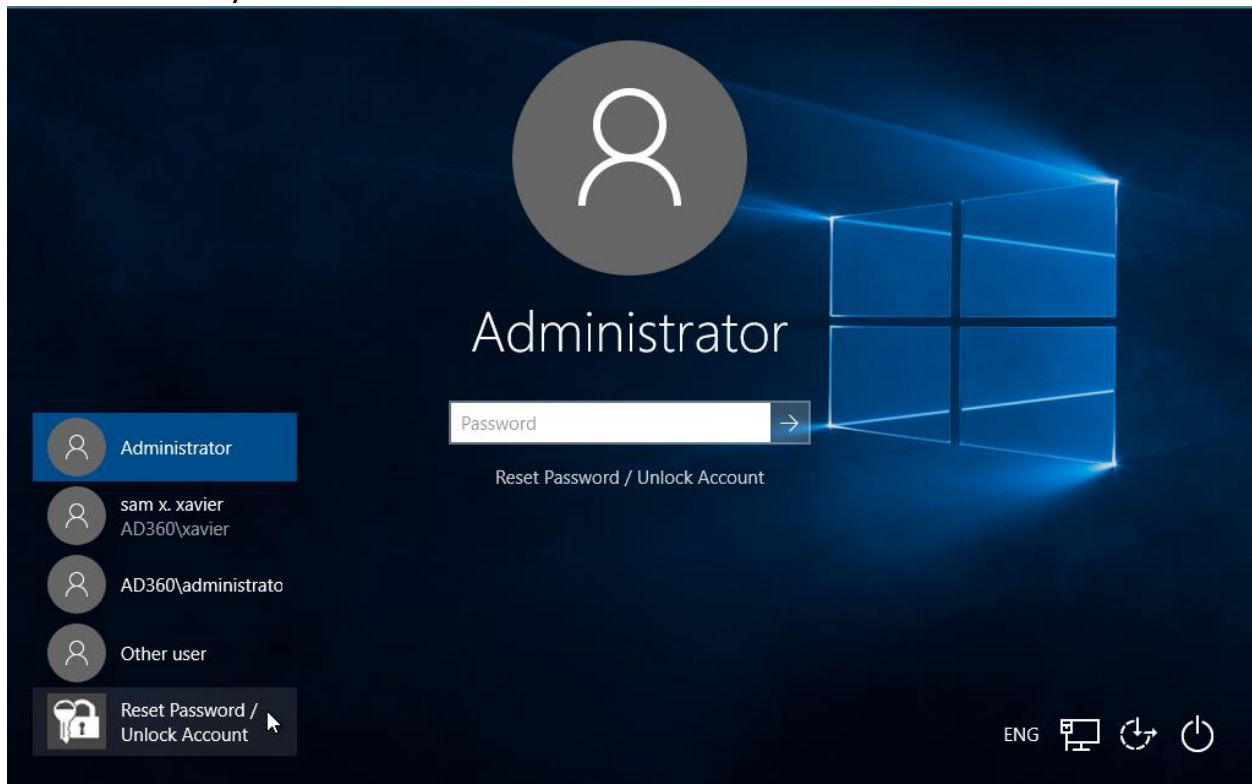 Administrator
Password
Reset Password / Unlock Account
Administrator
sam x. xavier
AD360\xavier
AD360\administrato
Other user
Reset Password /
Unlock Account
ENG